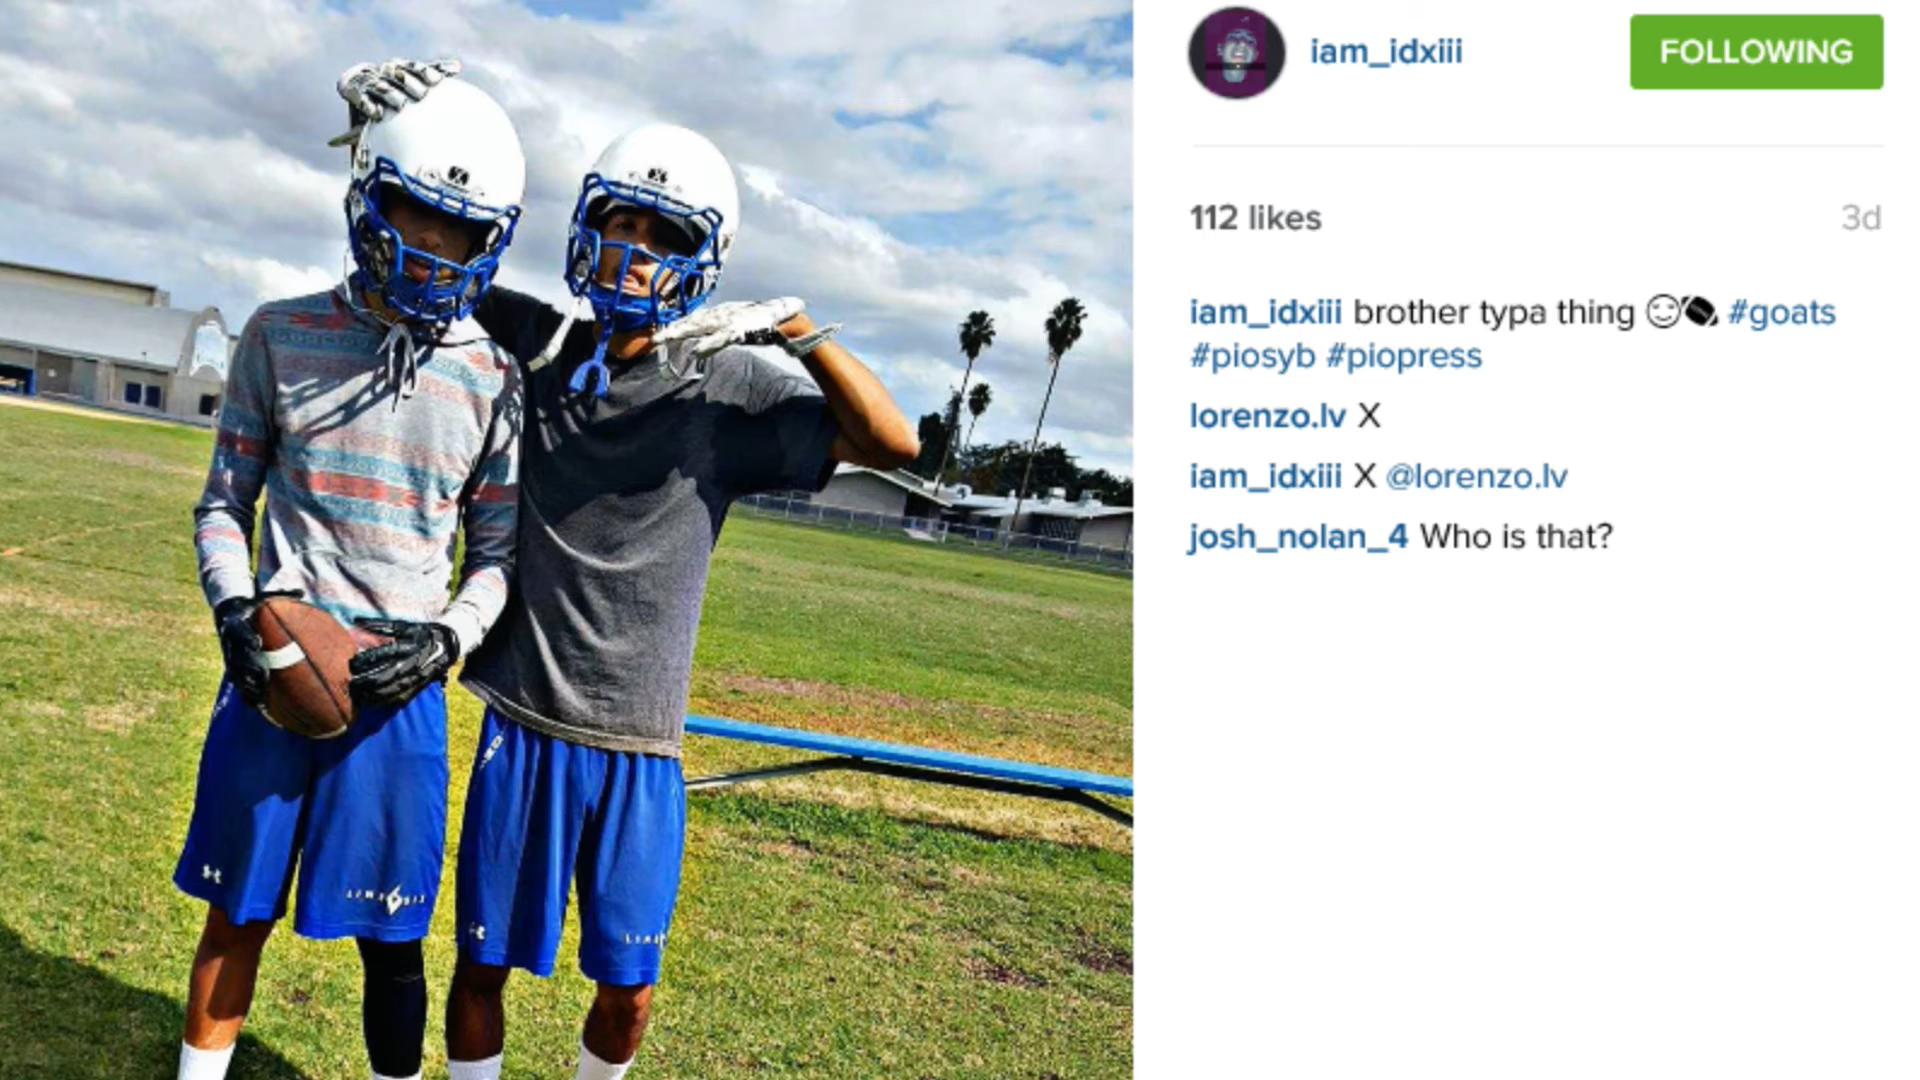 iam_idxiii
FOLLOWING
112 likes
3d
iam_idxiii brother typa thing 😏🏈 #goats
#piosyb #piopress
lorenzo.lv X
iam_idxiii X @lorenzo.lv
josh_nolan_4 Who is that?